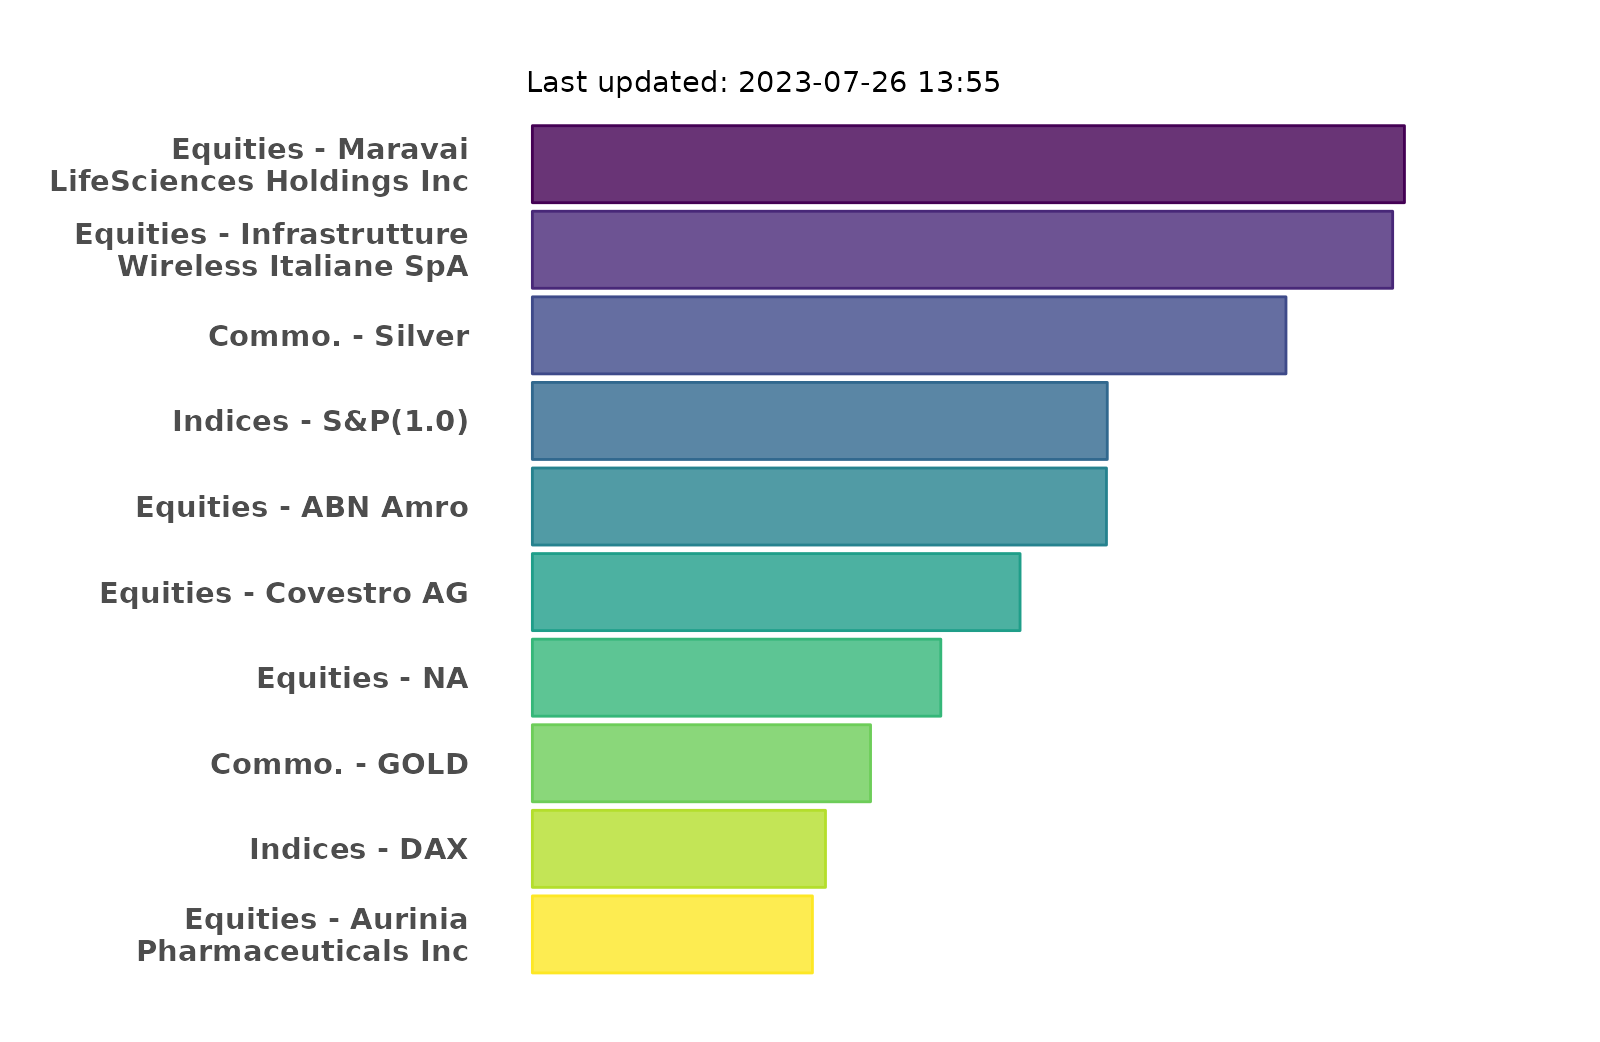 Last updated: 2023-07-26 13:55
Equities - Maravai
LifeSciences Holdings Inc
Equities - Infrastrutture
Wireless Italiane SpA
Commo. - Silver
Indices - S&P(1.0)
Equities - ABN Amro
Equities - Covestro AG
Equities - NA
Commo. - GOLD
Indices - DAX
Equities - Aurinia
Pharmaceuticals Inc